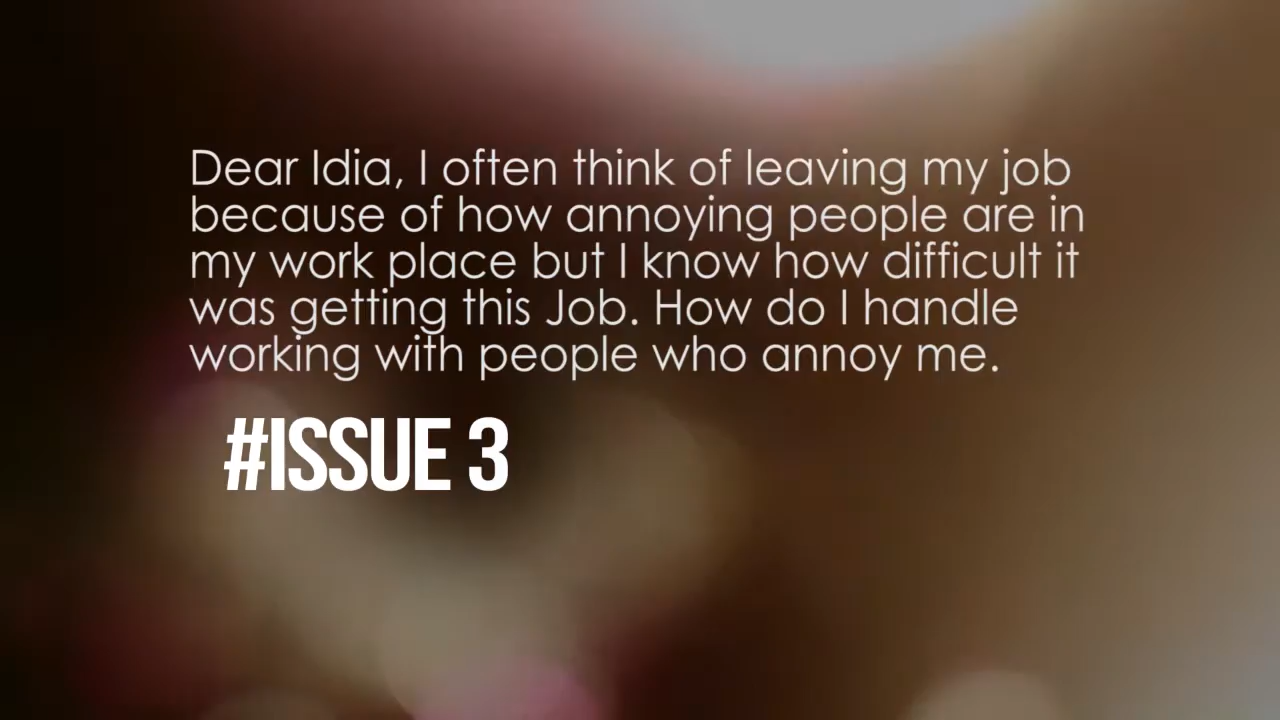 Dear Idia, I often think of leaving my job
because of how annoying people are in
my work place but I know how difficult it
was getting this Job. How do I handle
working with people who annoy me.
#ISSUE 3